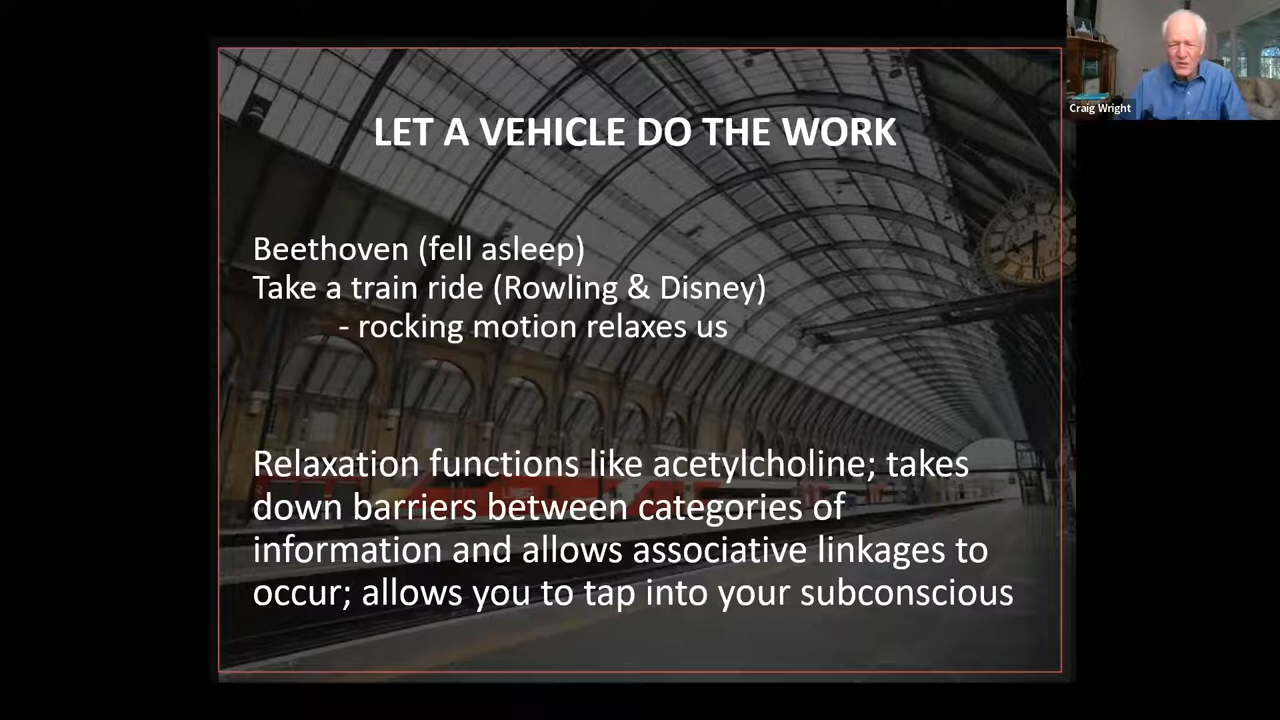 LET A VEHICLE DO THE WORK
Craig Wright
Beethoven (fell asleep)
Take a train ride (Rowling & Disney)
- rocking motion relaxes us
Relaxation functions like acetylcholine; takes
down barriers between categories of
information and allows associative linkages to
occur; allows you to tap into your subconscious